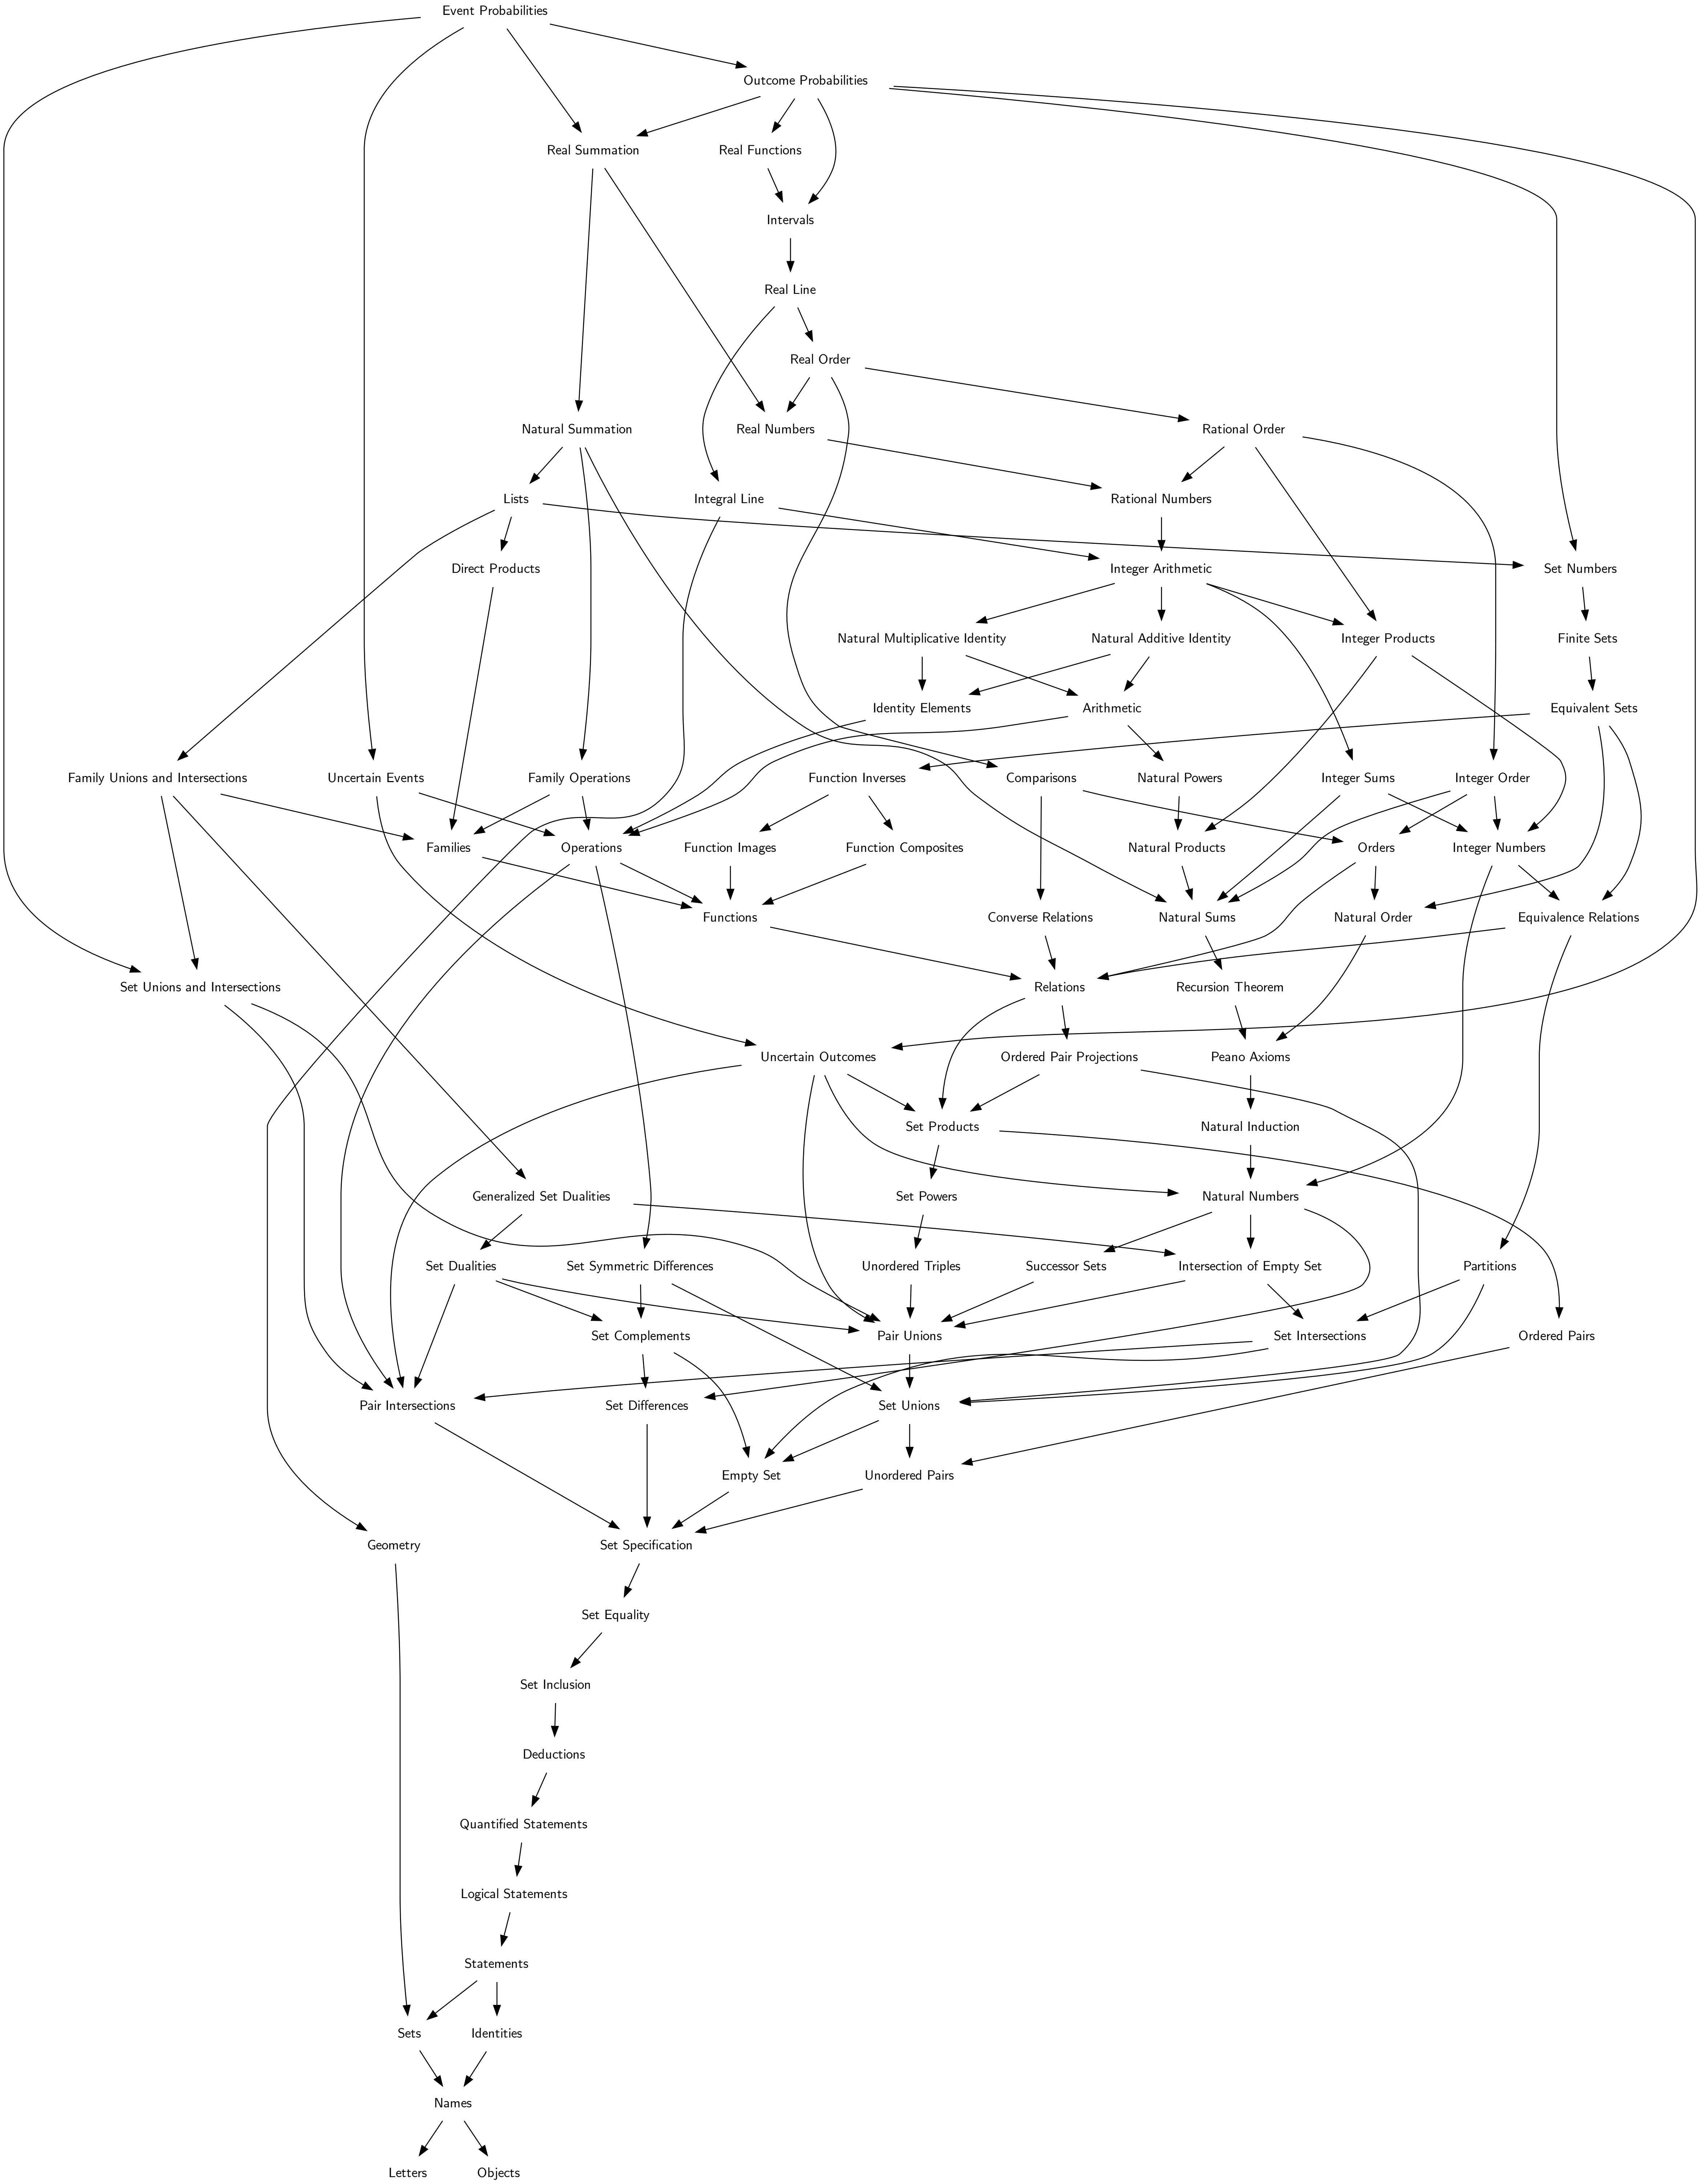 Event Probabilities
Outcome Probabilities
Real Summation
Real Functions
Intervals
Real Line
Real Order
Natural Summation
Real Numbers
Rational Order
Lists
Integral Line
Rational Numbers
Direct Products
Integer Arithmetic
Set Numbers
Natural Multiplicative Identity
Natural Additive Identity
Integer Products
Finite Sets
Identity Elements
Arithmetic
Equivalent Sets
Family Unions and Intersections
Uncertain Events
Family Operations
Function Inverses
Comparisons
Natural Powers
Integer Sums
Integer Order
Families
Operations
Function Images
Function Composites
Natural Products
Orders
Integer Numbers
Functions
Converse Relations
Natural Sums
Natural Order
Equivalence Relations
Set Unions and Intersections
Relations
Recursion Theorem
Uncertain Outcomes
Ordered Pair Projections
Peano Axioms
Set Products
Natural Induction
Generalized Set Dualities
Set Powers
Natural Numbers
Set Dualities
Set Symmetric Differences
Unordered Triples
Successor Sets
Intersection of Empty Set
Partitions
Set Complements
Pair Unions
Set Intersections
Ordered Pairs
Pair Intersections
Set Differences
Set Unions
Empty Set
Unordered Pairs
Geometry
Set Specification
Set Equality
Set Inclusion
Deductions
Quantified Statements
Logical Statements
Statements
Sets
Identities
Names
Letters
Objects